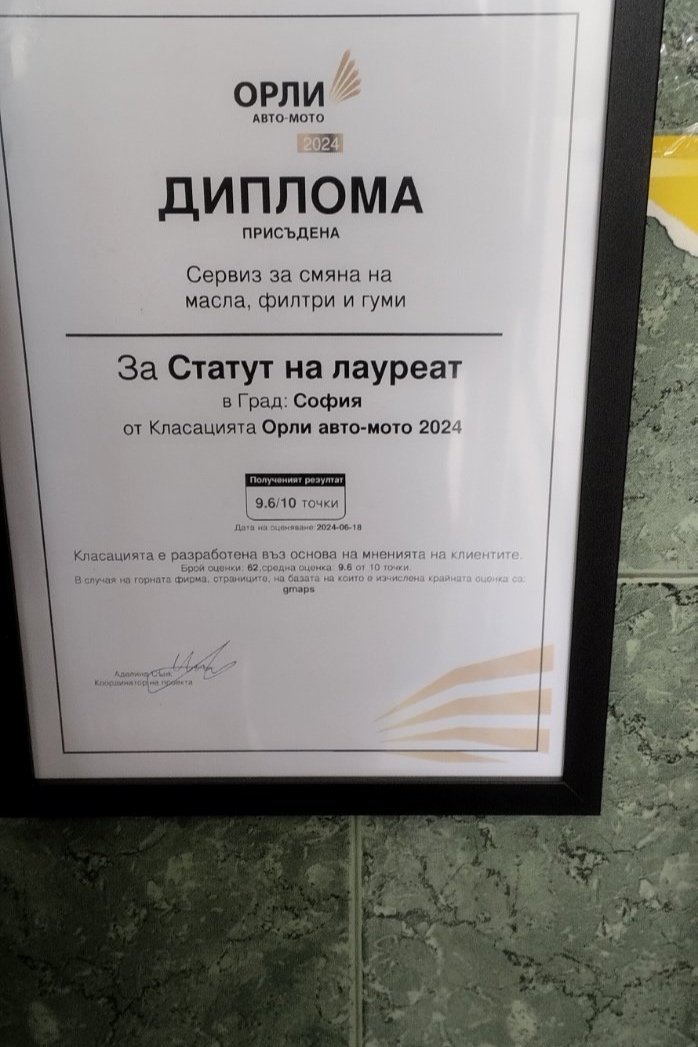 ОРЛИ
АВТО-МОТО
2024
ДИПЛОМА
ПРИСЪДЕНА
Сервиз за смяна на
масла, филтри и гуми
За Статут на лауреат
в Град: София
от Класацията Орли авто-мото 2024
Полученият резултат
9.6/10 точки
Дата на оценяване: 2024-06-18
Класацията е разработена въз основа на мненията на клиентите.
Брой оценки: 62,средна оценка: 9.6 от 10 точки.
В случая на горната фирма, страниците, на базата на които е изчислена крайната оценка са:
gmaps
Координатор на проекта